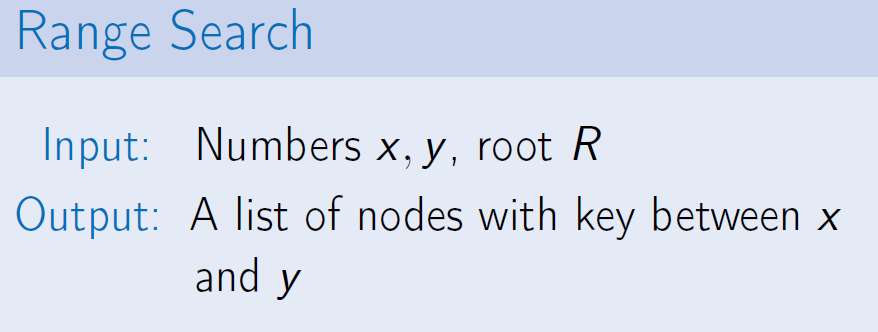 Range Search
Input: Numbers x, y, root R
Output: A list of nodes with key between x
and y